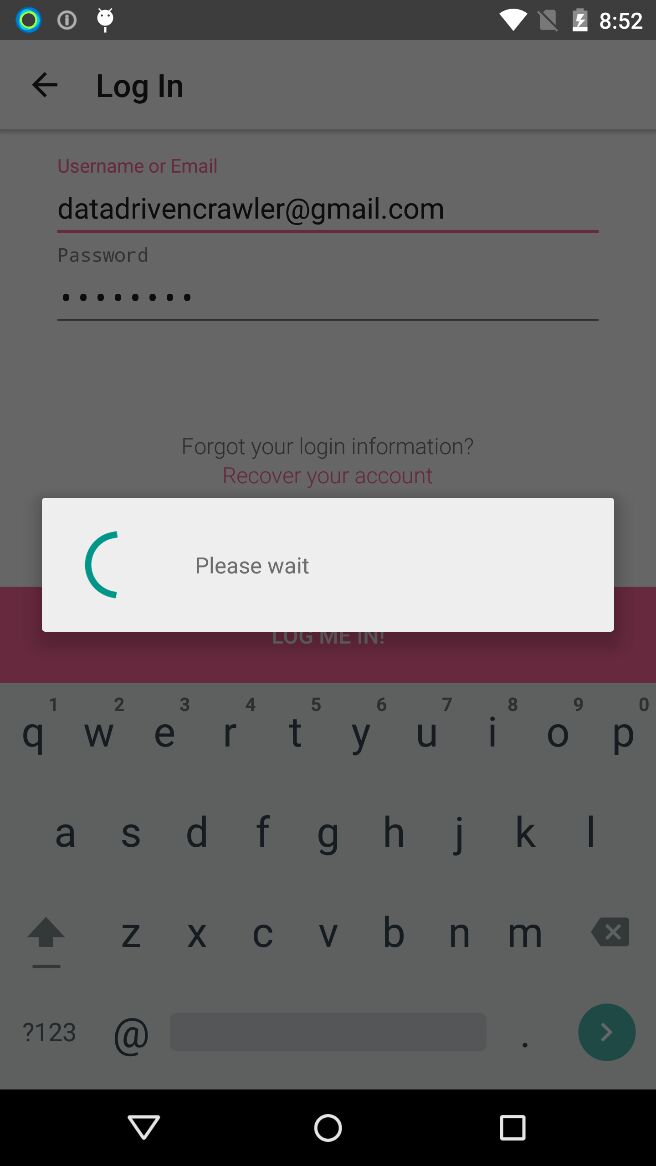 8:52
Log In
Username or Email
datadrivencrawler@gmail.com
Password
Forgot your login information?
Recover your account
Please wait
LOG ME IN!
1 2 3 4 5 6 7 8 9 0
q w e r t y u i o p
a s d f g h j k l
z x c v b n m
?123 @ .